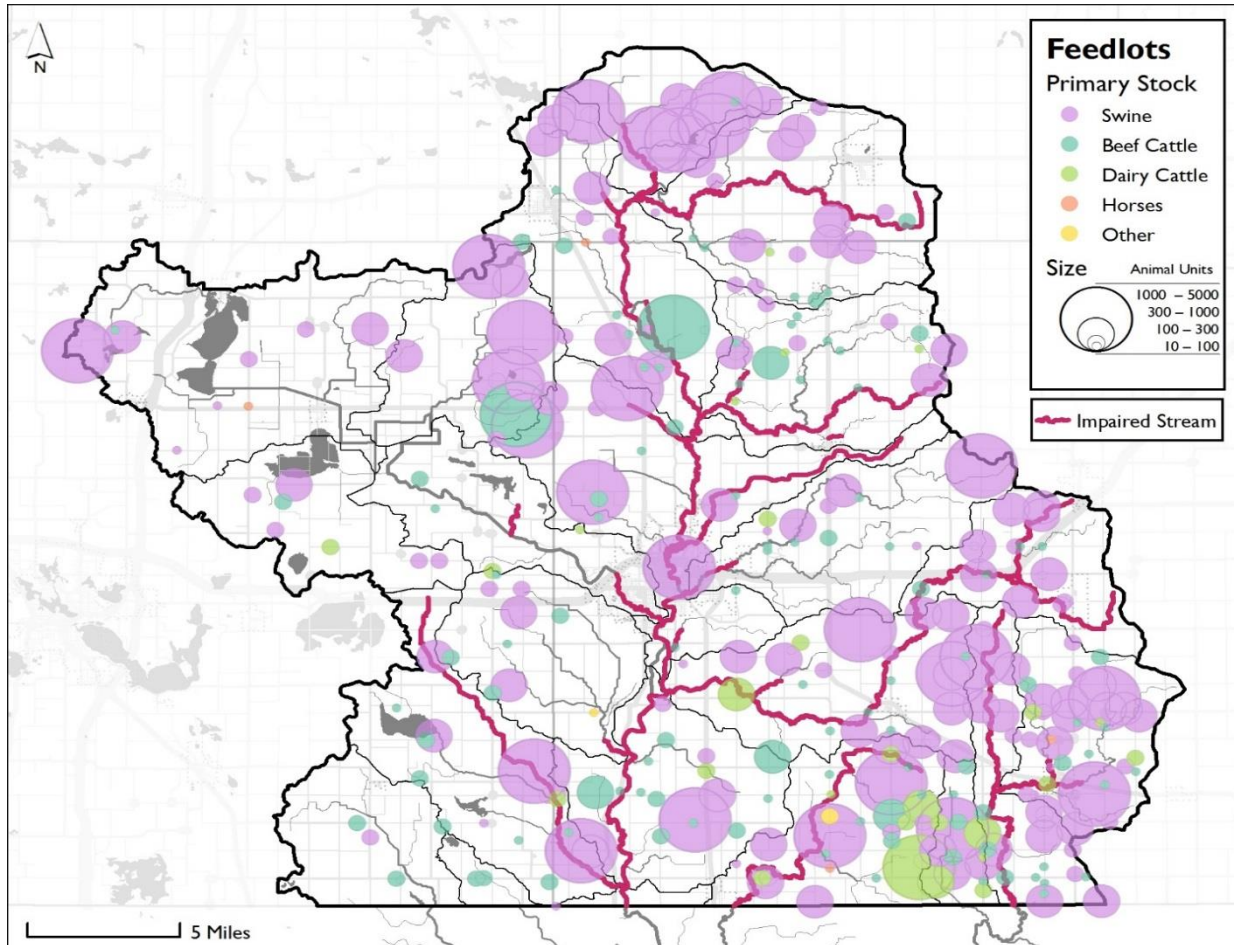 N
Feedlots
Primary Stock
Swine
Beef Cattle
Dairy Cattle
Horses
Other
Size Animal Units
1000 – 5000
300 – 1000
100 – 300
10 – 100
Impaired Stream
5 Miles